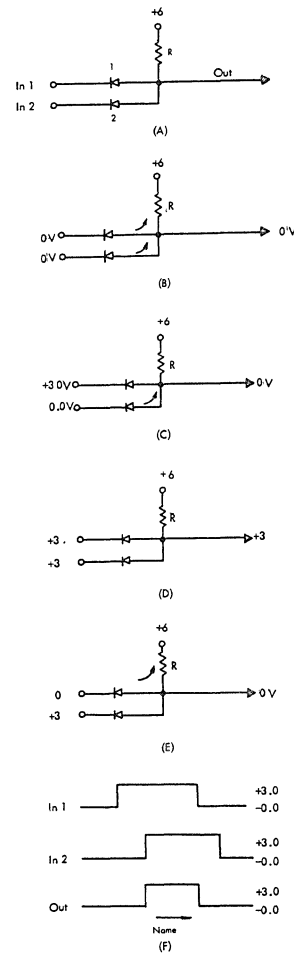 +6
R
1
Out
In 1
In 2
2
(A)
+6
R
0V
0'V
0'V
(B)
+6
R
+3 0V
0·V
0.0V
(C)
+6
R
+3.
+3
+3
(D)
+6
R
0
0V
+3
(E)
+3.0
In 1
-0.0
+3.0
In 2
-0.0
+3.0
Out
-0.0
Name
(F)